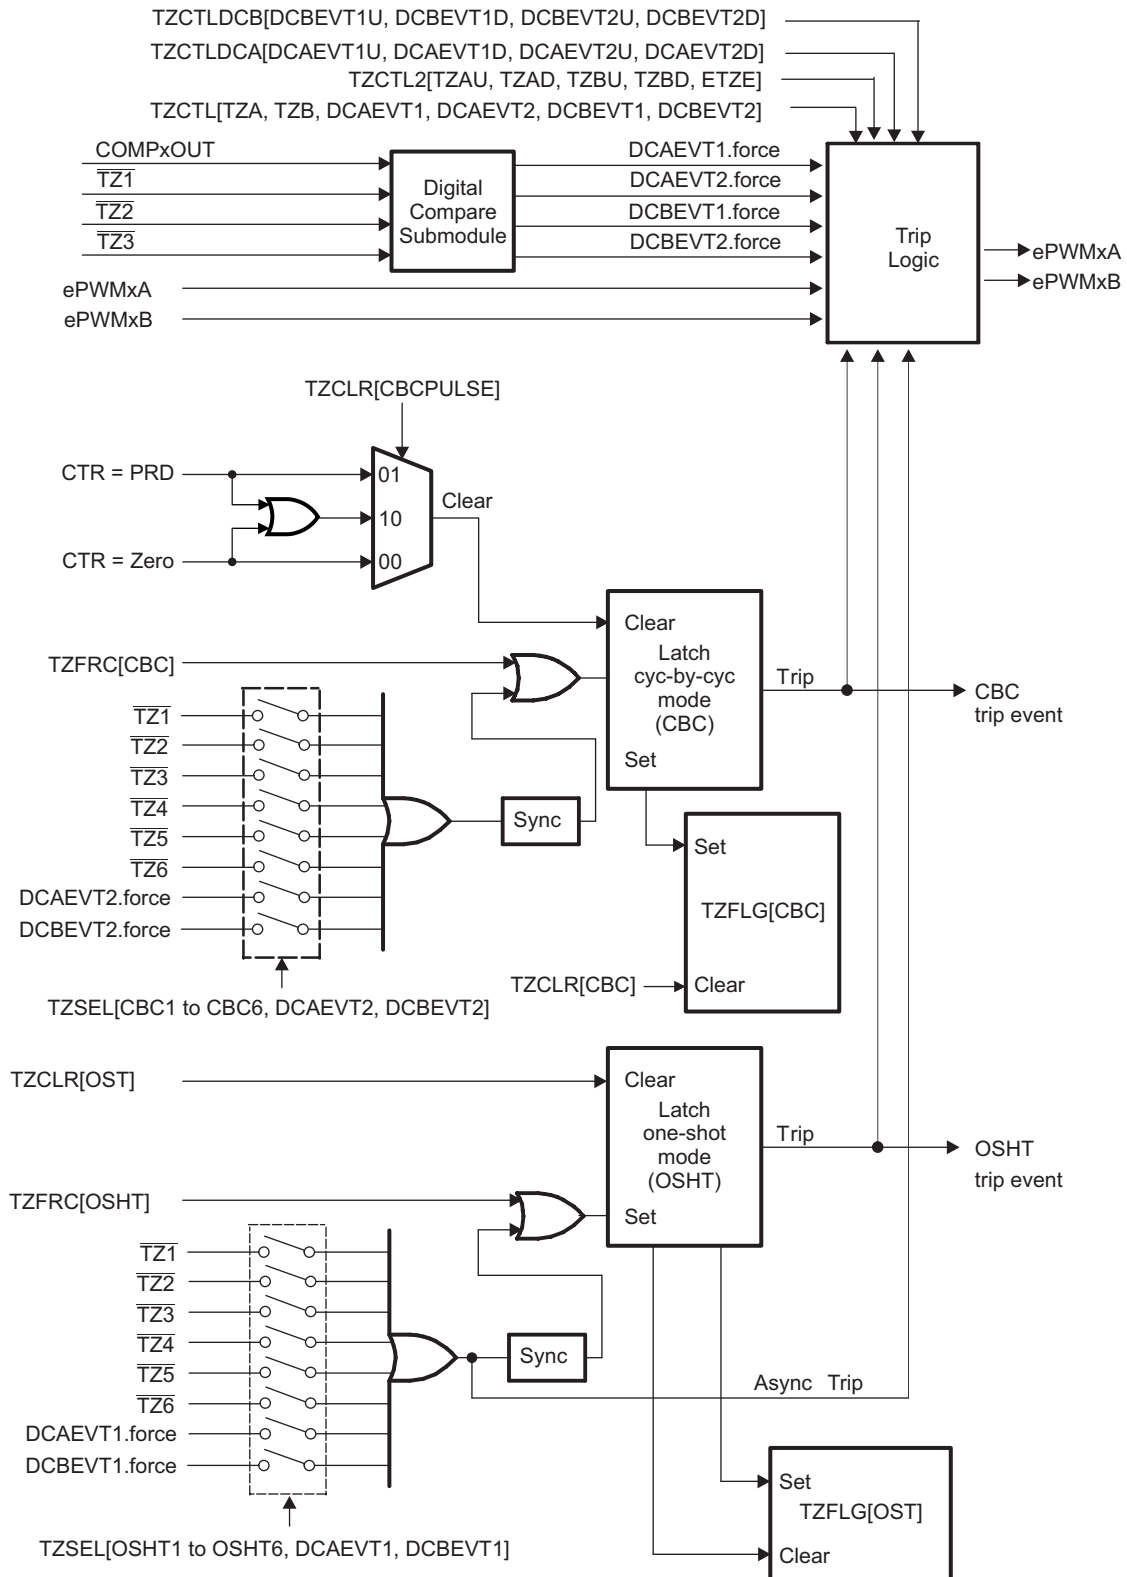 TZCTLDCB[DCBEVT1U, DCBEVT1D, DCBEVT2U, DCBEVT2D]
TZCTLDCA[DCAEVT1U, DCAEVT1D, DCAEVT2U, DCAEVT2D]
TZCTL2[TZAU, TZAD, TZBU, TZBD, ETZE]
TZCTL[TZA, TZB, DCAEVT1, DCAEVT2, DCBEVT1, DCBEVT2]
COMPxOUT
TZ1
TZ2
TZ3
Digital
Compare
Submodule
DCAEVT1.force
DCAEVT2.force
DCBEVT1.force
DCBEVT2.force
Trip
Logic
ePWMxA
ePWMxB
ePWMxA
ePWMxB
TZCLR[CBCPULSE]
CTR = PRD
CTR = Zero
01
10
00
Clear
Clear
Latch
cyc-by-cyc
mode
(CBC)
Set
Trip
CBC
trip event
TZFRC[CBC]
TZ1
TZ2
TZ3
TZ4
TZ5
TZ6
DCAEVT2.force
DCBEVT2.force
Sync
Set
TZFLG[CBC]
Clear
TZCLR[CBC]
TZSEL[CBC1 to CBC6, DCAEVT2, DCBEVT2]
TZCLR[OST]
Clear
Latch
one-shot
mode
(OSHT)
Set
Trip
OSHT
trip event
TZFRC[OSHT]
TZ1
TZ2
TZ3
TZ4
TZ5
TZ6
DCAEVT1.force
DCBEVT1.force
Sync
Async Trip
Set
TZFLG[OST]
Clear
TZSEL[OSHT1 to OSHT6, DCAEVT1, DCBEVT1]